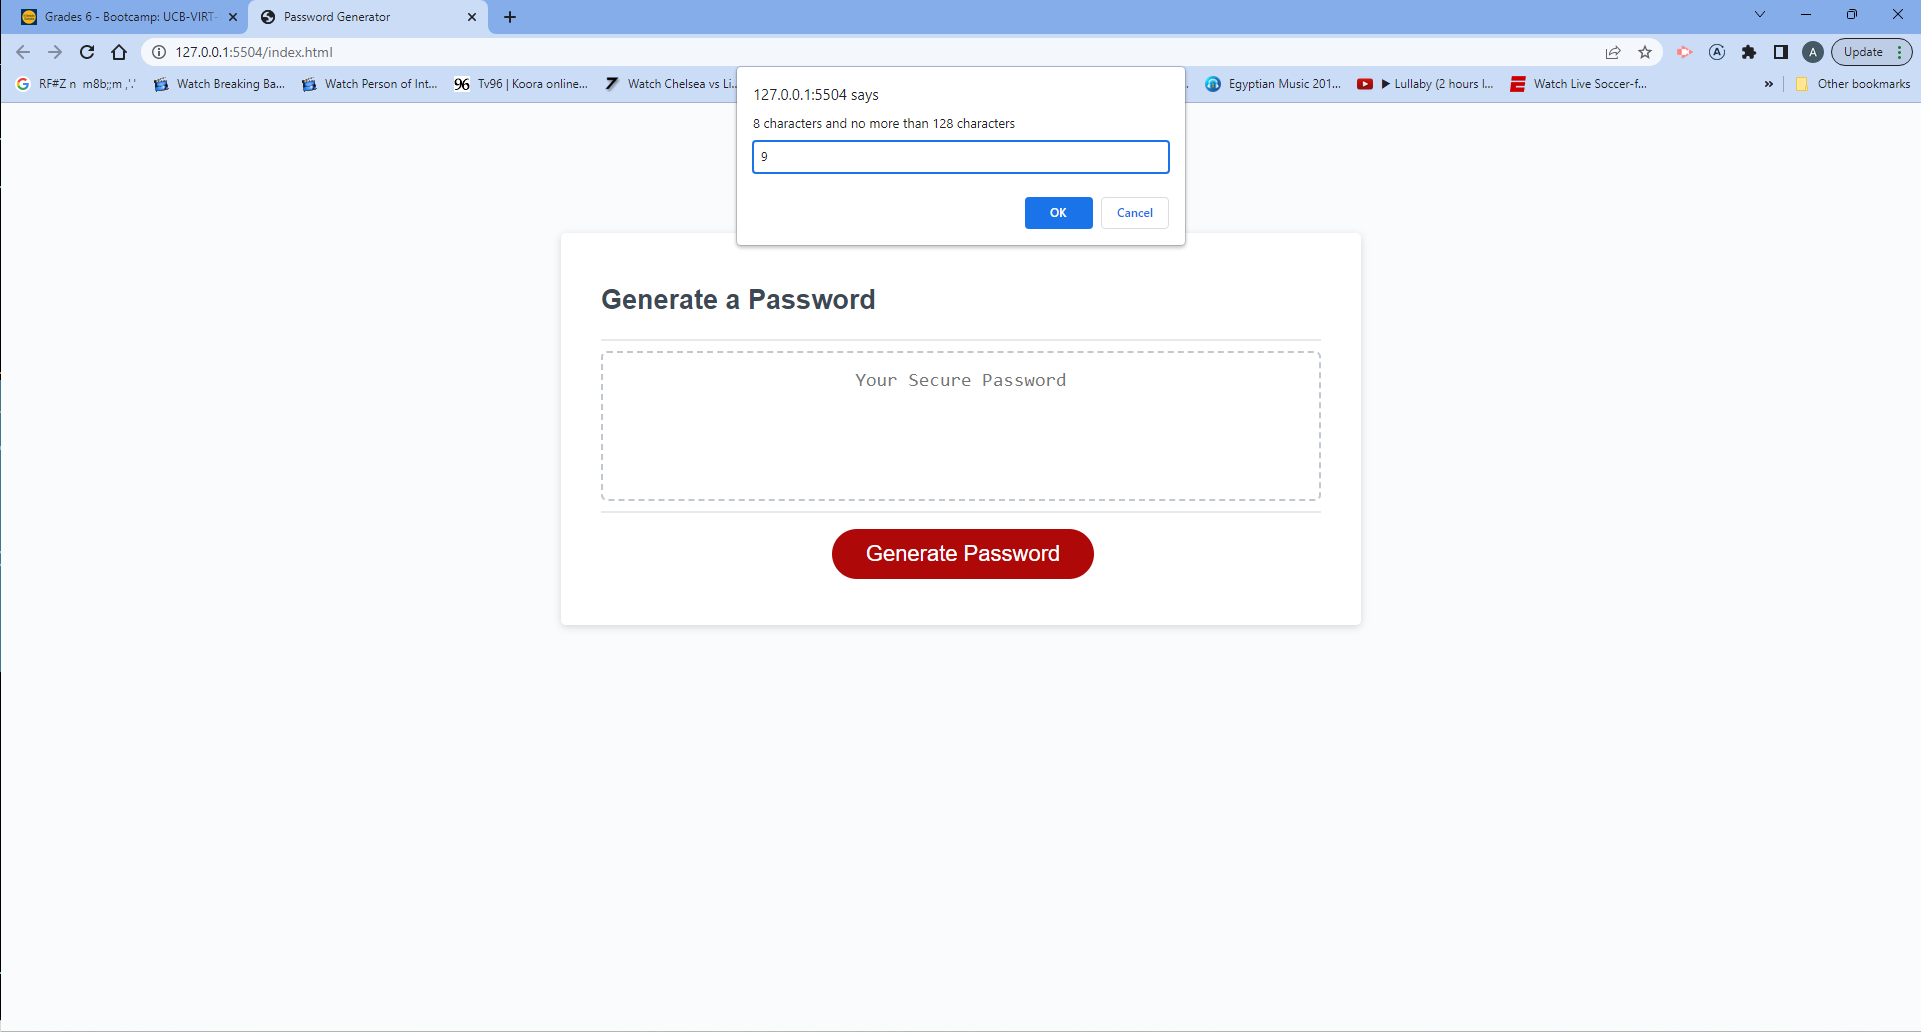 Grades 6 - Bootcamp: UCB-VIRT-
Password Generator
127.0.0.1:5504/index.html
A
A
Update
RF#Z n m8b;;m ,'.'
Watch Breaking Ba...
Watch Person of Int...
96 Tv96 | Koora online...
7 Watch Chelsea vs Li...
Egyptian Music 201...
Lullaby (2 hours l...
Watch Live Soccer-f...
»
Other bookmarks
127.0.0.1:5504 says
8 characters and no more than 128 characters
9
OK
Cancel
Generate a Password
Your Secure Password
Generate Password